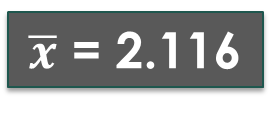 x̅ = 2.116